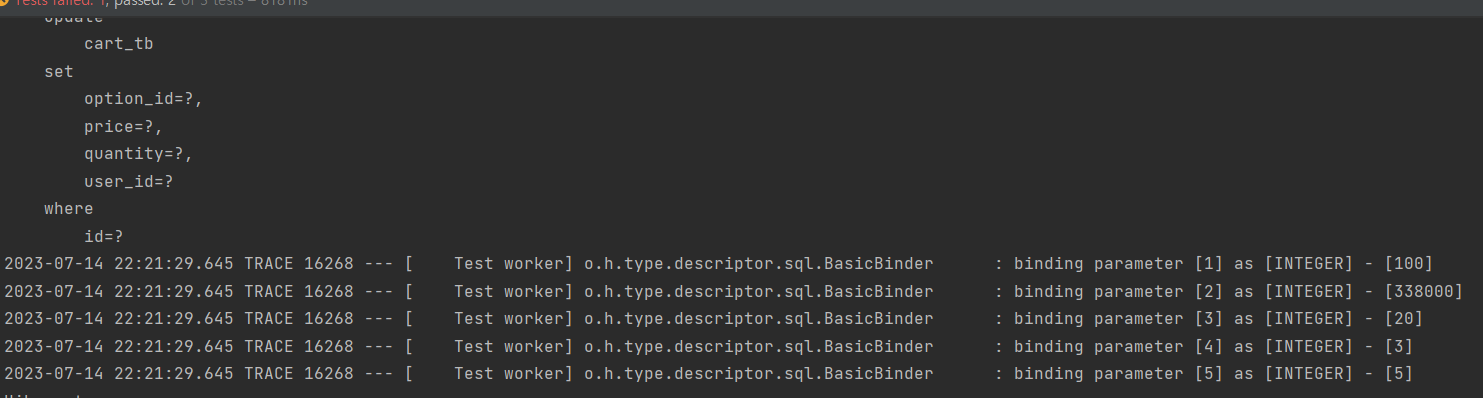 Tests failed: 1, passed: 2 of 3 tests – 818 ms
update
cart_tb
set
option_id=?,
price=?,
quantity=?,
user_id=?
where
id=?
2023-07-14 22:21:29.645 TRACE 16268 --- [    Test worker] o.h.type.descriptor.sql.BasicBinder      : binding parameter [1] as [INTEGER] - [100]
2023-07-14 22:21:29.645 TRACE 16268 --- [    Test worker] o.h.type.descriptor.sql.BasicBinder      : binding parameter [2] as [INTEGER] - [338000]
2023-07-14 22:21:29.645 TRACE 16268 --- [    Test worker] o.h.type.descriptor.sql.BasicBinder      : binding parameter [3] as [INTEGER] - [20]
2023-07-14 22:21:29.645 TRACE 16268 --- [    Test worker] o.h.type.descriptor.sql.BasicBinder      : binding parameter [4] as [INTEGER] - [3]
2023-07-14 22:21:29.645 TRACE 16268 --- [    Test worker] o.h.type.descriptor.sql.BasicBinder      : binding parameter [5] as [INTEGER] - [5]